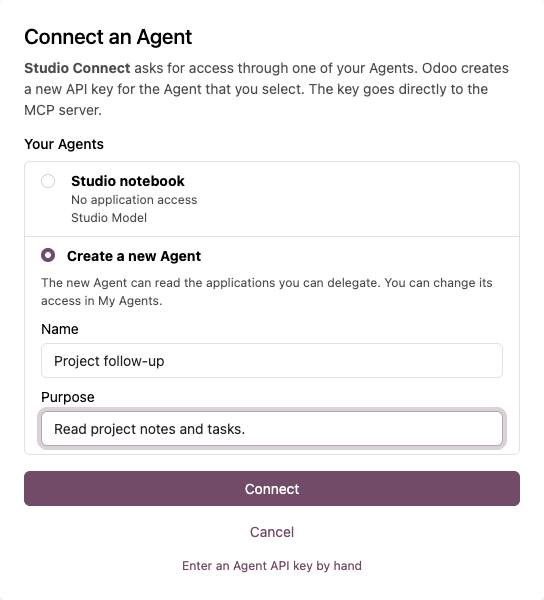 Connect an Agent
Studio Connect asks for access through one of your Agents. Odoo creates
a new API key for the Agent that you select. The key goes directly to the
MCP server.
Your Agents
Studio notebook
No application access
Studio Model
Create a new Agent
The new Agent can read the applications you can delegate. You can change its
access in My Agents.
Name
Project follow-up
Purpose
Read project notes and tasks.
Connect
Cancel
Enter an Agent API key by hand